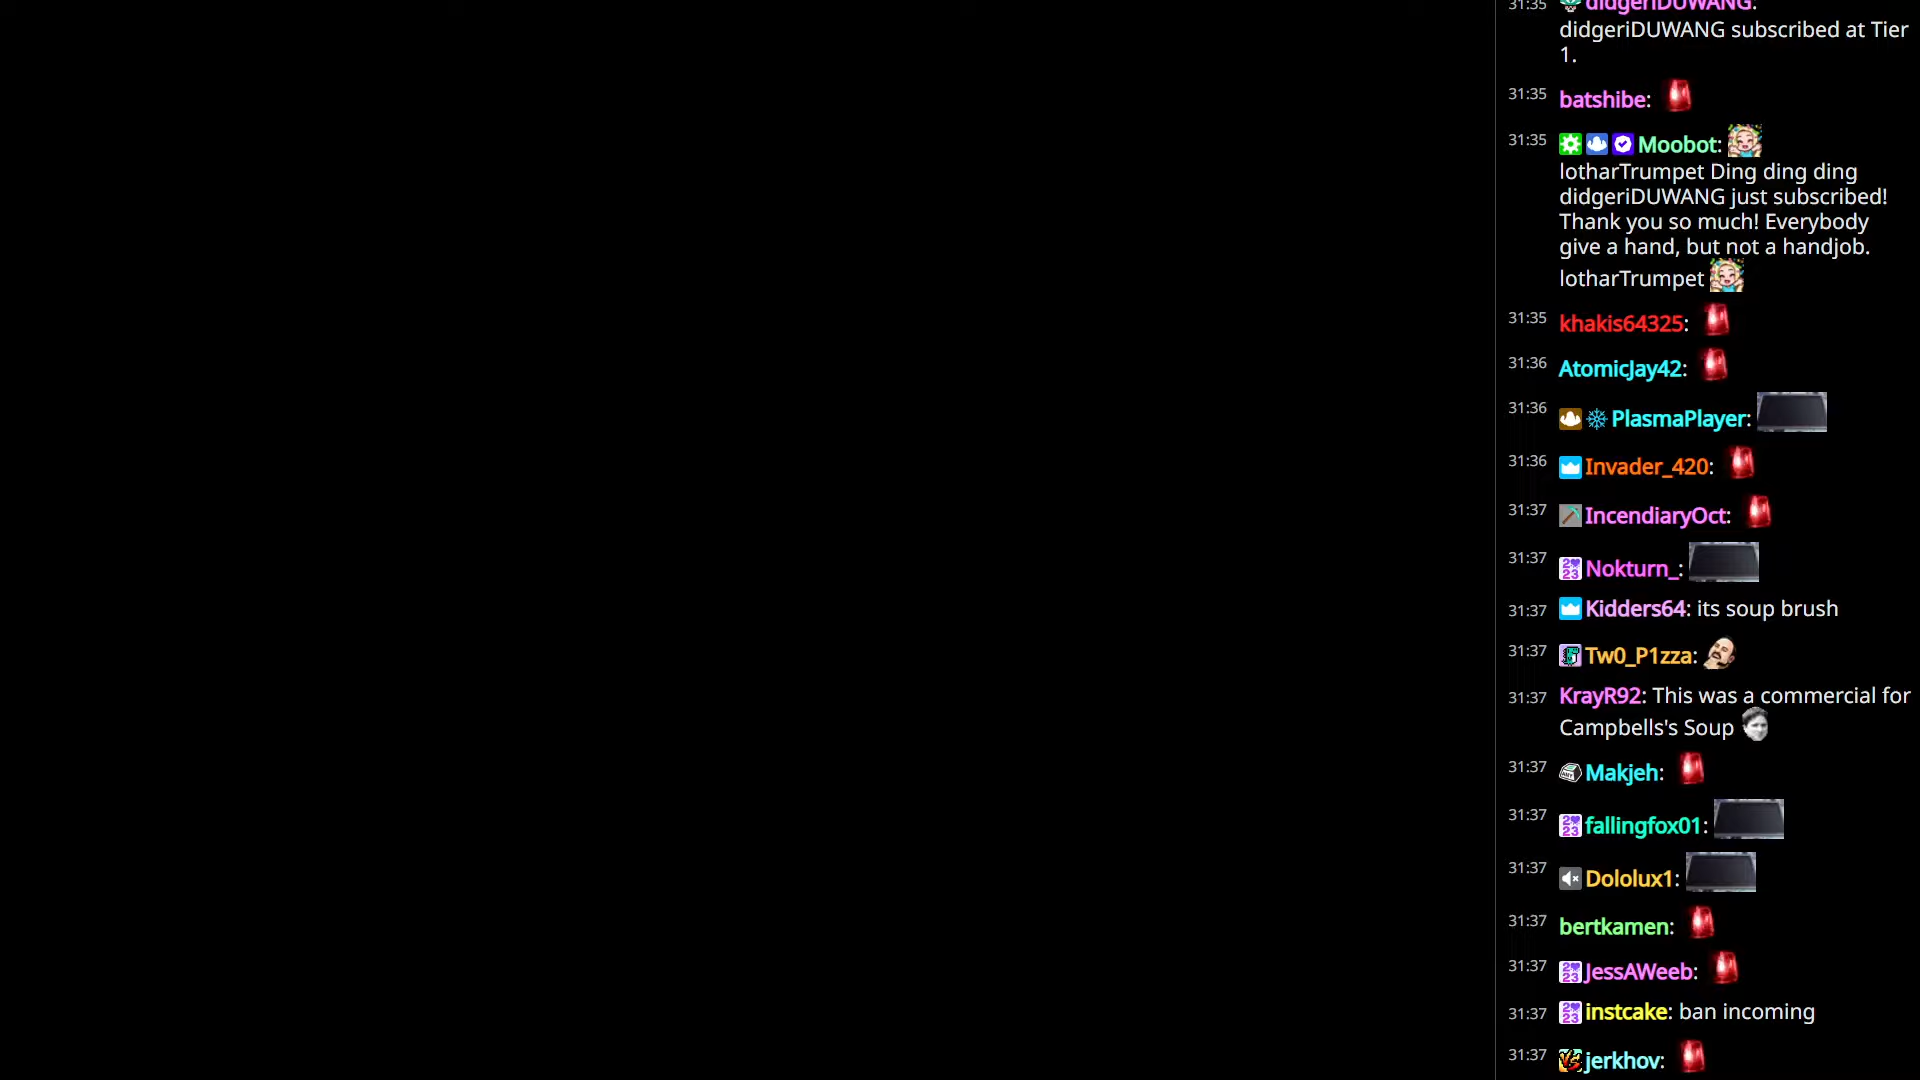 31:35 didgeriDUWANG:
didgeriDUWANG subscribed at Tier
1.
31:35 batshibe:
31:35 Moobot:
lotharTrumpet Ding ding ding
didgeriDUWANG just subscribed!
Thank you so much! Everybody
give a hand, but not a handjob.
lotharTrumpet
31:35 khakis64325:
31:36 AtomicJay42:
31:36 PlasmaPlayer:
31:36 Invader_420:
31:37 IncendiaryOct:
31:37 Nokturn_:
31:37 Kidders64: its soup brush
31:37 Tw0_P1zza:
31:37 KrayR92: This was a commercial for
Campbells's Soup
31:37 Makjeh:
31:37 fallingfox01:
31:37 Dololux1:
31:37 bertkamen:
31:37 JessAWeeb:
31:37 instcake: ban incoming
31:37 jerkhov: